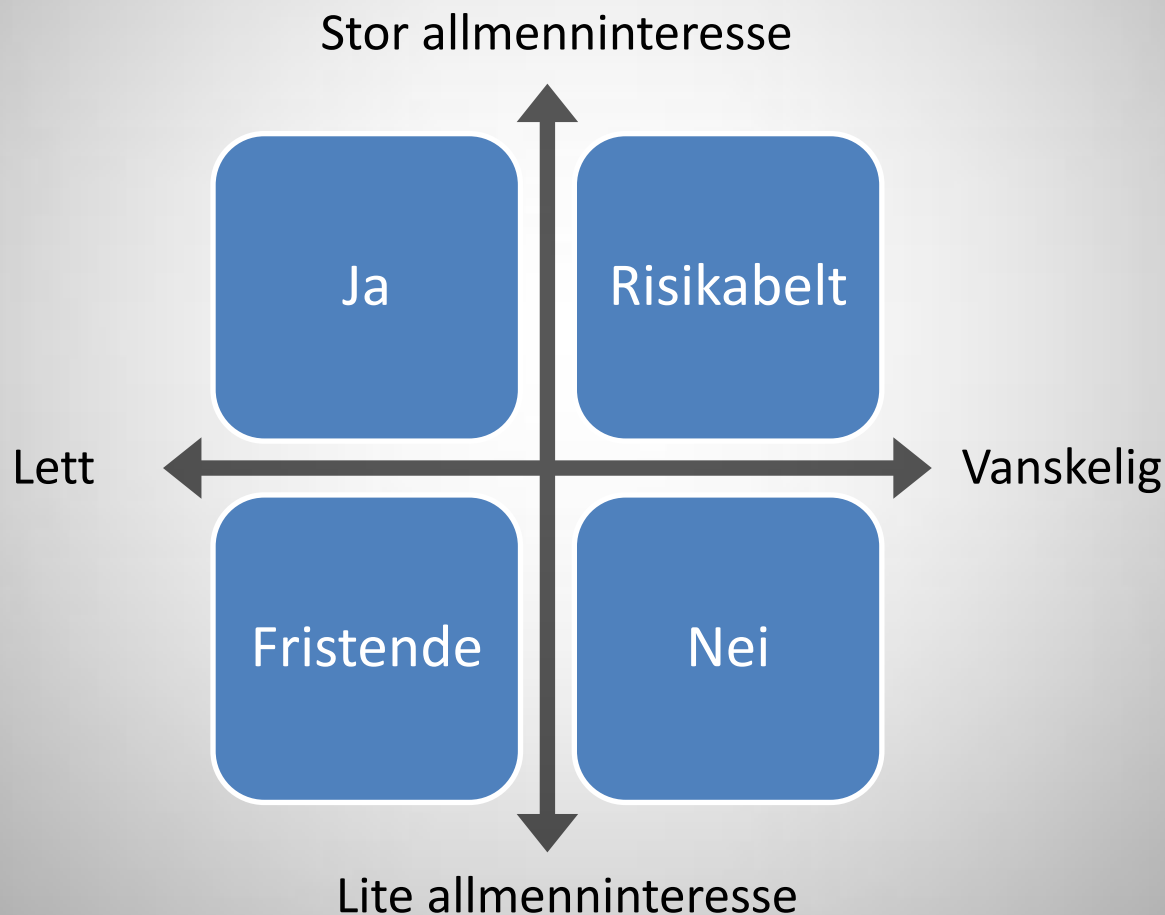 Stor allmenninteresse
Ja
Risikabelt
Lett
Vanskelig
Fristende
Nei
Lite allmenninteresse